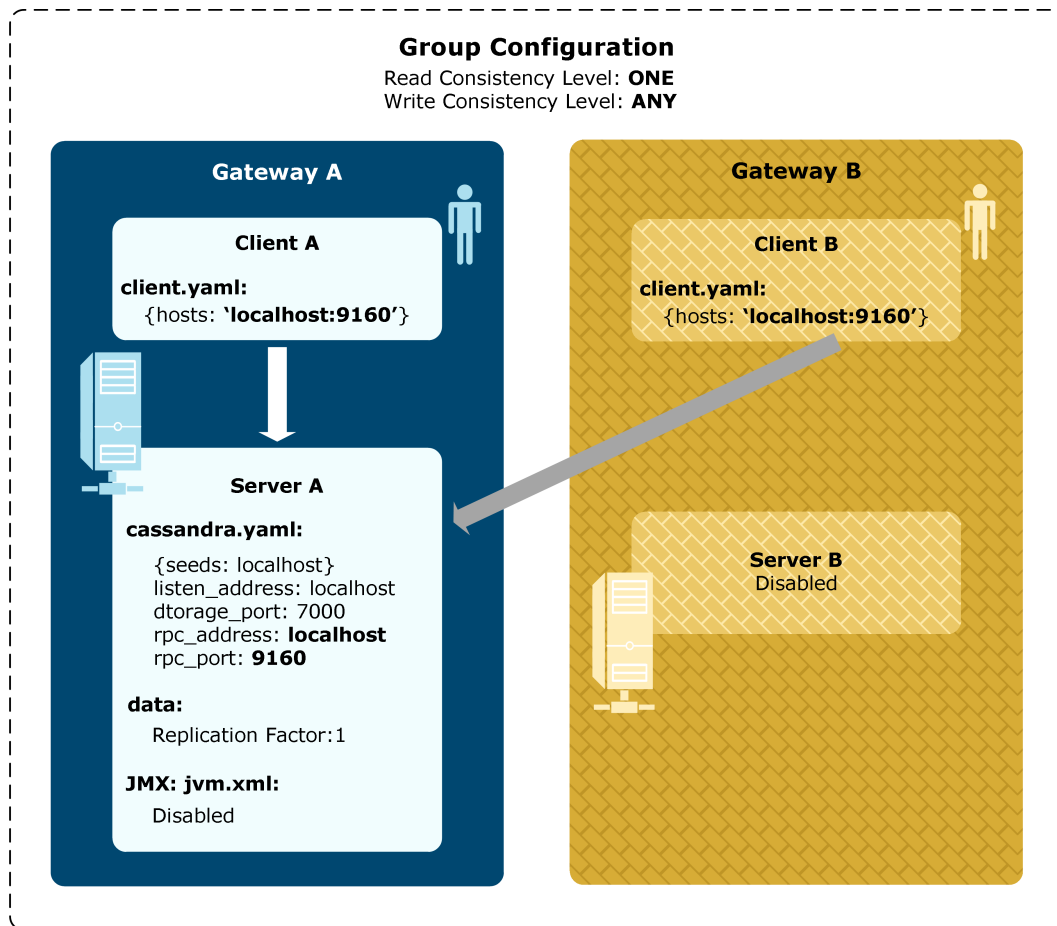 Group Configuration
Read Consistency Level: ONE
Write Consistency Level: ANY
Gateway A
Client A
client.yaml:
{hosts: ‘localhost:9160’}
Server A
cassandra.yaml:
{seeds: localhost}
listen_address: localhost
dtorage_port: 7000
rpc_address: localhost
rpc_port: 9160
data:
Replication Factor:1
JMX: jvm.xml:
Disabled
Gateway B
Client B
client.yaml:
{hosts: ‘localhost:9160’}
Server B
Disabled